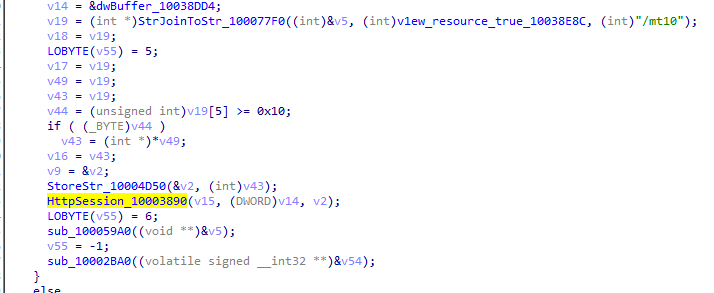 v14 = &dwBuffer_10038DD4;
v19 = (int *)StrJoinToStr_100077F0((int)&v5, (int)v1ew_resource_true_10038E8C, (int)"/mt10");
v18 = v19;
LOBYTE(v55) = 5;
v17 = v19;
v49 = v19;
v43 = v19;
v44 = (unsigned int)v19[5] >= 0x10;
if ( (_BYTE)v44 )
v43 = (int *)*v49;
v16 = v43;
v9 = &v2;
StoreStr_10004D50(&v2, (int)v43);
HttpSession_10003890(v15, (DWORD)v14, v2);
LOBYTE(v55) = 6;
sub_100059A0((void **)&v5);
v55 = -1;
sub_10002BA0((volatile signed __int32 **)&v54);
}
else